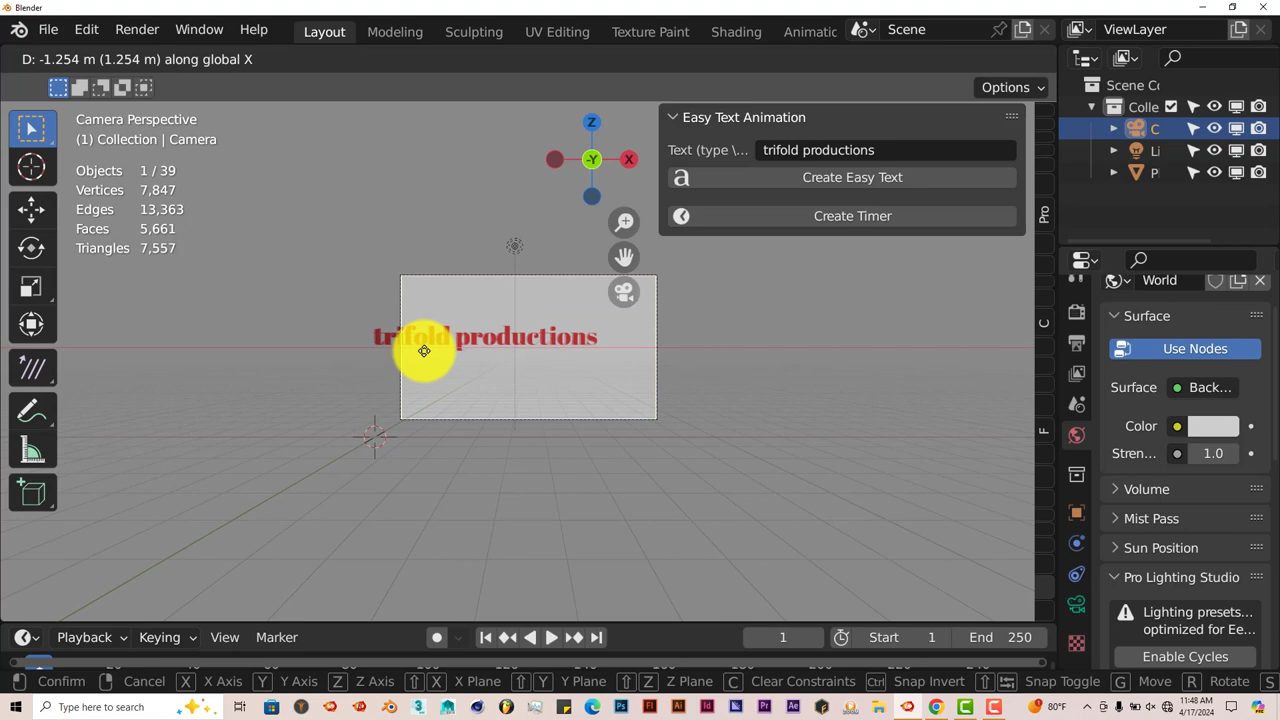 Blender
File Edit Render Window Help Layout Modeling Sculpting UV Editing Texture Paint Shading Animatic Scene ViewLayer
D: -1.254 m (1.254 m) along global X
Options
Scene Cc
Colle
C
Li
P
Camera Perspective
(1) Collection | Camera
Objects 1 / 39
Vertices 7,847
Edges 13,363
Faces 5,661
Triangles 7,557
Z
-Y
X
Easy Text Animation
Text (type \... trifold productions
a Create Easy Text
Create Timer
Pro
C
F
trifold productions
World
Surface
Use Nodes
Surface Back...
Color
Stren... 1.0
Volume
Mist Pass
Sun Position
Pro Lighting Studio
Lighting presets...
optimized for Ee...
Enable Cycles
Playback Keying View Marker 1 Start 1 End 250
Confirm Cancel X X Axis Y Y Axis Z Z Axis X X Plane Y Y Plane Z Z Plane C Clear Constraints Ctrl Snap Invert Snap Toggle G Move R Rotate S
Type here to search
80°F
11:48 AM
4/17/2024